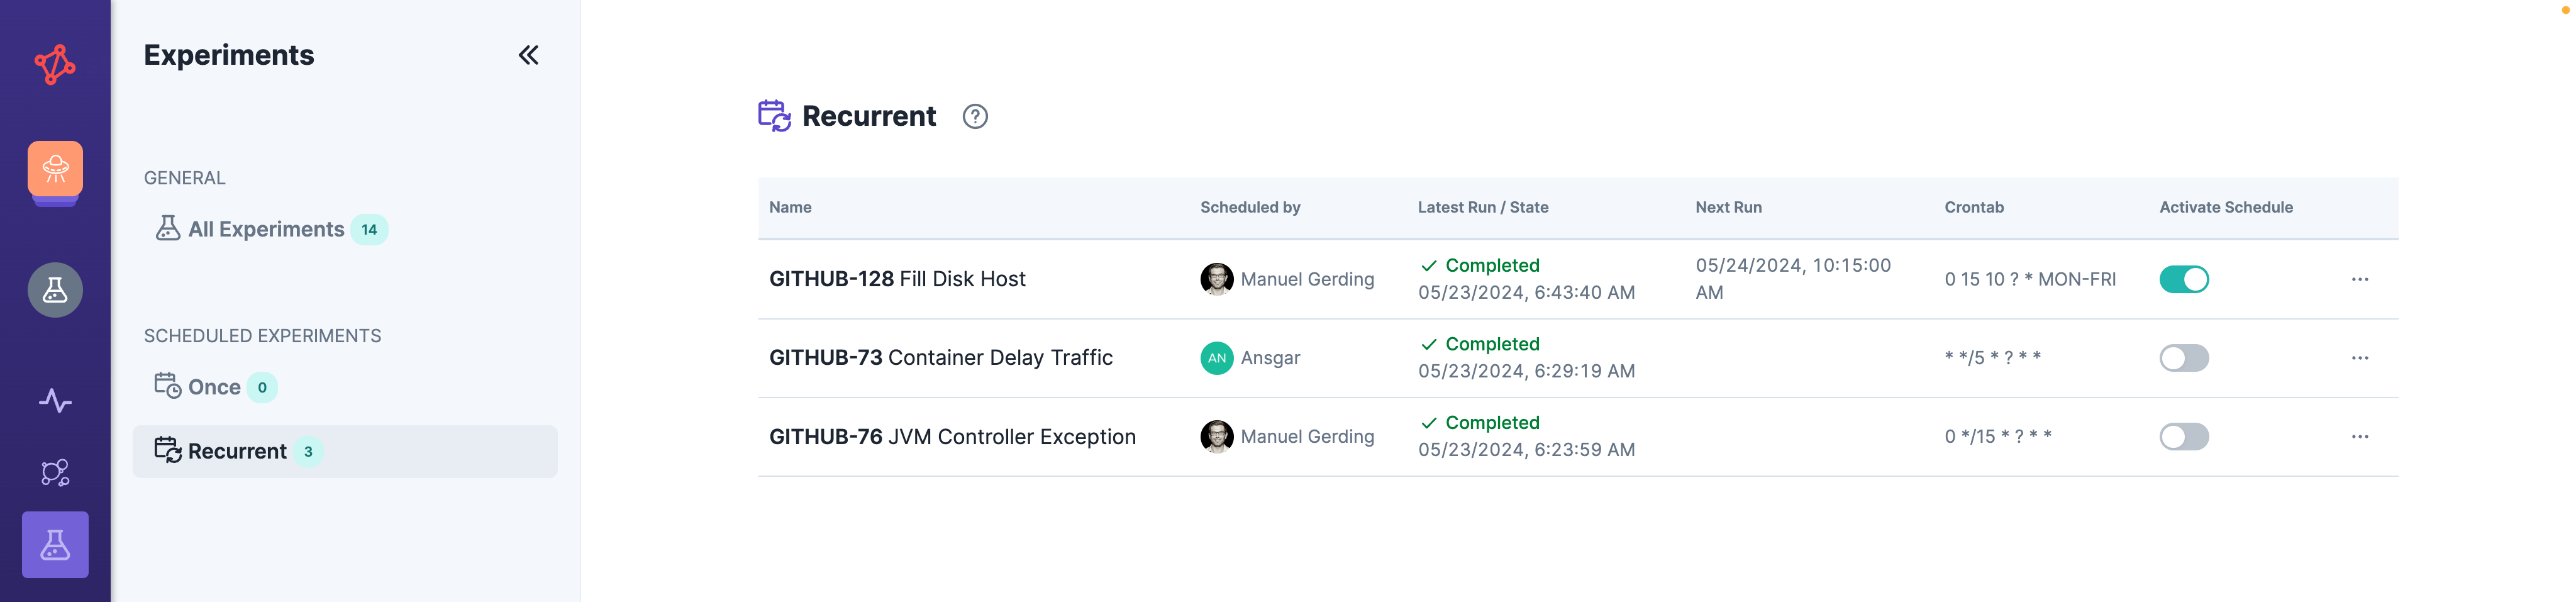 Experiments
GENERAL
All Experiments 14
SCHEDULED EXPERIMENTS
Once 0
Recurrent 3
Recurrent ?
Name Scheduled by Latest Run / State Next Run Crontab Activate Schedule
GITHUB-128 Fill Disk Host Manuel Gerding Completed 05/24/2024, 10:15:00 0 15 10 ? * MON-FRI
05/23/2024, 6:43:40 AM AM
GITHUB-73 Container Delay Traffic AN Ansgar Completed * */5 * ? * *
05/23/2024, 6:29:19 AM
GITHUB-76 JVM Controller Exception Manuel Gerding Completed 0 */15 * ? * *
05/23/2024, 6:23:59 AM